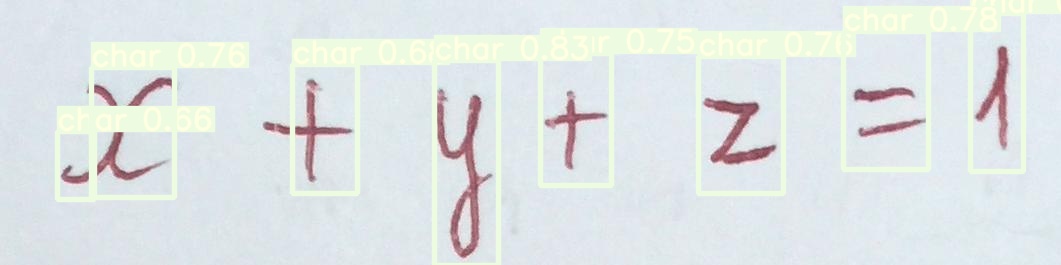 x + y + z = 1